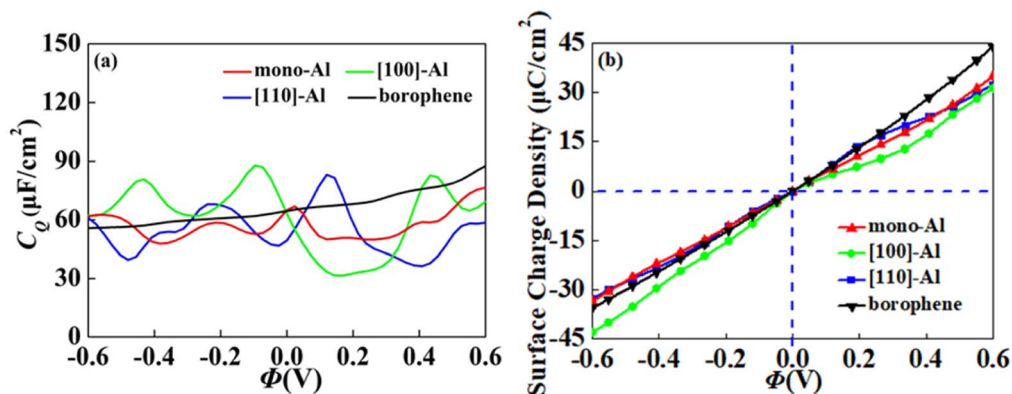 (a)
mono-Al [100]-Al
[110]-Al borophene
C_Q (μF/cm²)
150
120
90
60
30
0
-0.6 -0.4 -0.2 0.0 0.2 0.4 0.6
Φ(V)
(b)
Surface Charge Density (μC/cm²)
45
30
15
0
-15
-30
-45
mono-Al
[100]-Al
[110]-Al
borophene
-0.6 -0.4 -0.2 0.0 0.2 0.4 0.6
Φ(V)